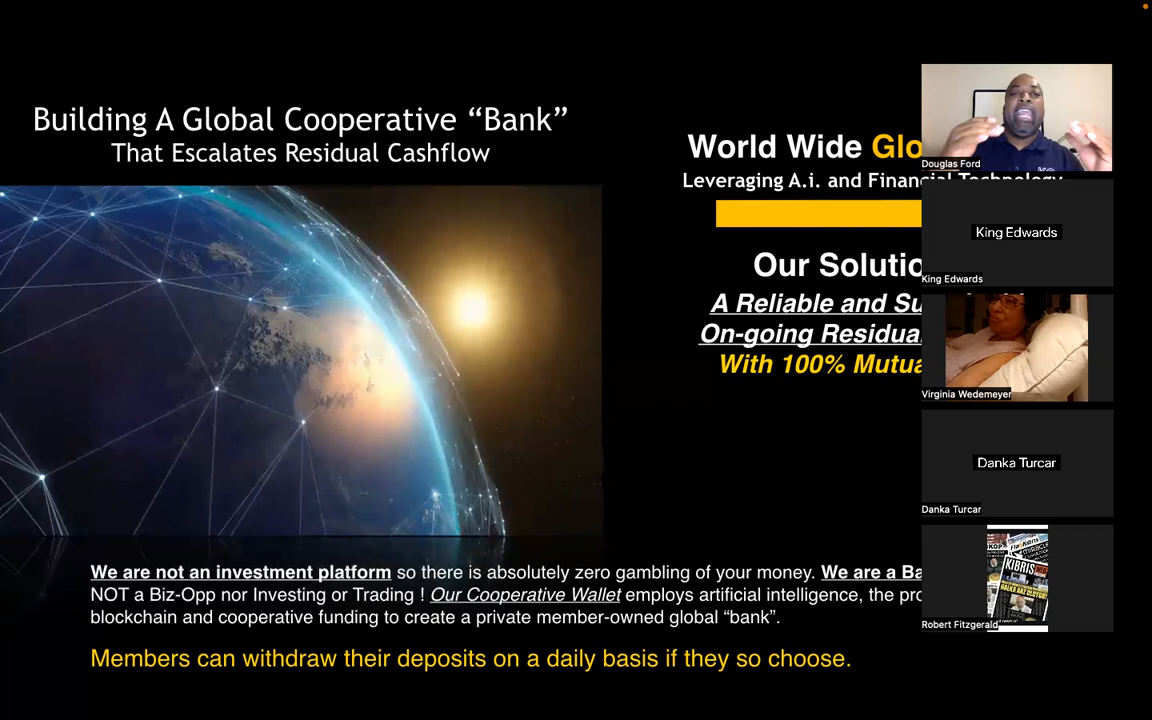 Building A Global Cooperative “Bank”
That Escalates Residual Cashflow
World Wide Glo
Leveraging A.i. and Financial Technology
Our Solutio
A Reliable and Su
On-going Residual
With 100% Mutua
We are not an investment platform so there is absolutely zero gambling of your money. We are a Ba
NOT a Biz-Opp nor Investing or Trading ! Our Cooperative Wallet employs artificial intelligence, the pro
blockchain and cooperative funding to create a private member-owned global “bank”.
Members can withdraw their deposits on a daily basis if they so choose.
Douglas Ford
King Edwards
King Edwards
Virginia Wedemeyer
Danka Turcar
Danka Turcar
KIBRIS
Robert Fitzgerald